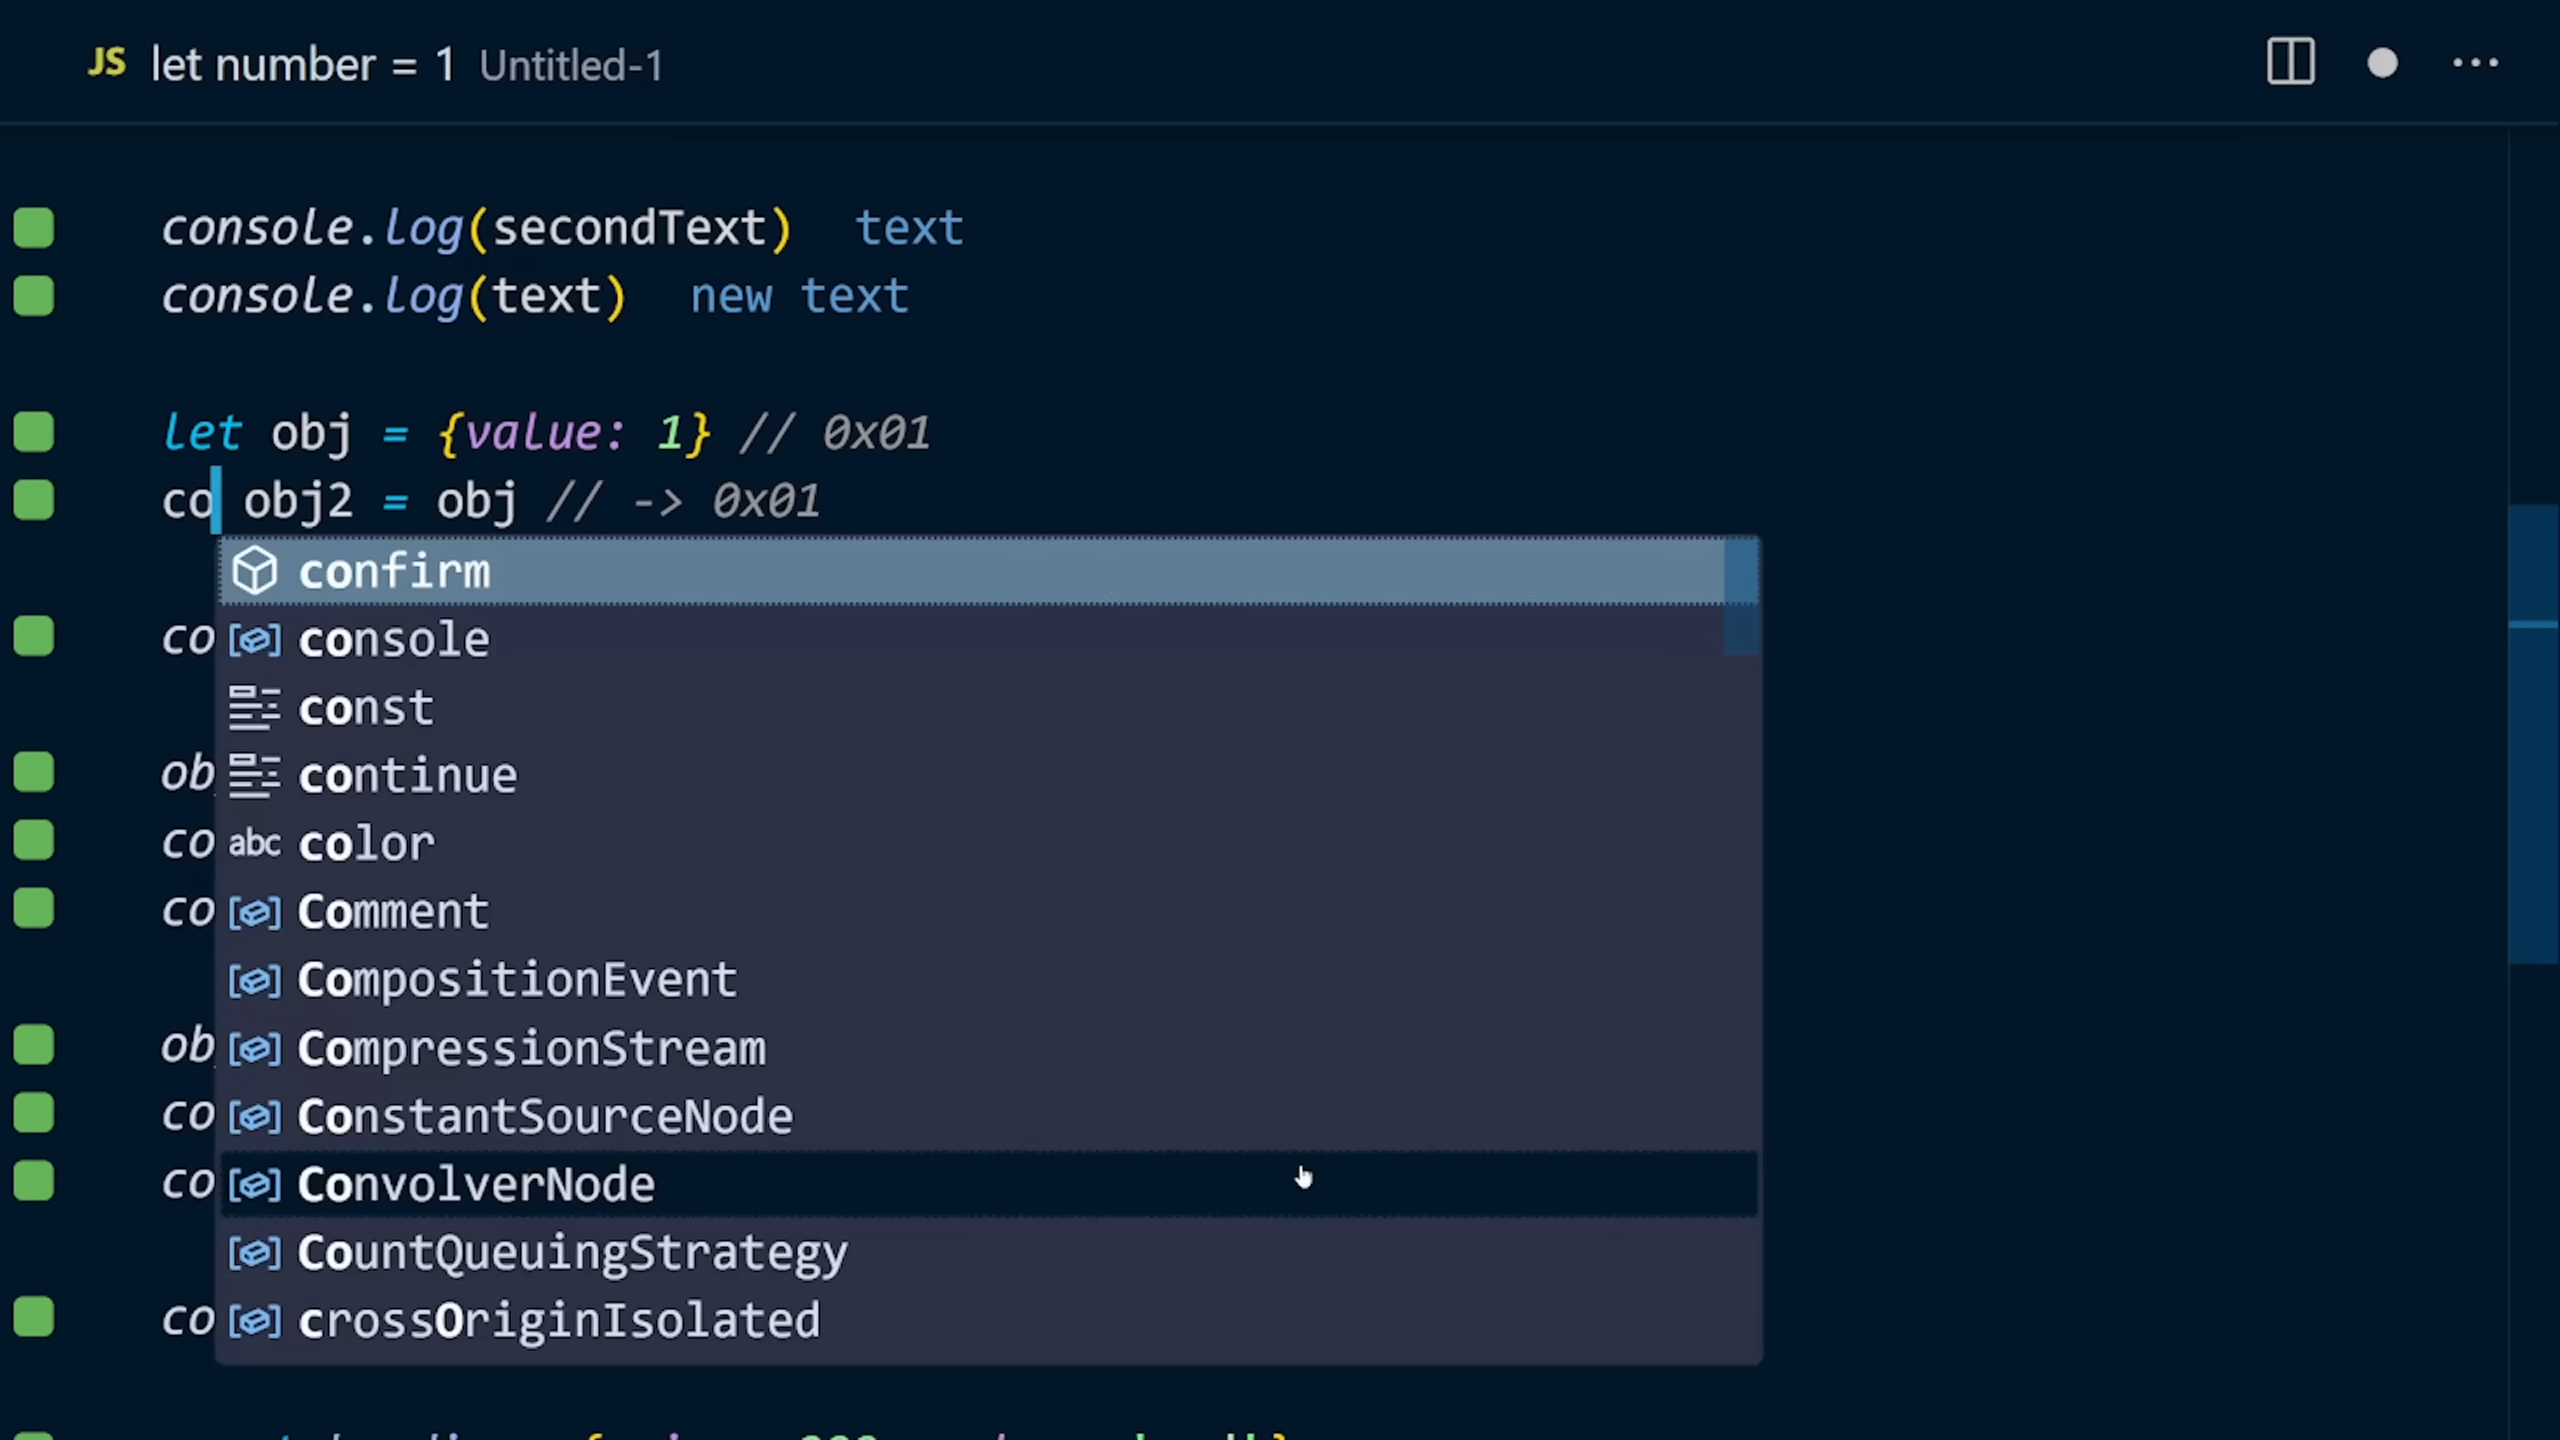 JS let number = 1 Untitled-1
console.log(secondText) text
console.log(text) new text
let obj = {value: 1} // 0x01
co obj2 = obj // -> 0x01
confirm
co console
const
continue
ob
co abc color
co Comment
CompositionEvent
ob CompressionStream
co ConstantSourceNode
co ConvolverNode
CountQueuingStrategy
co crossOriginIsolated